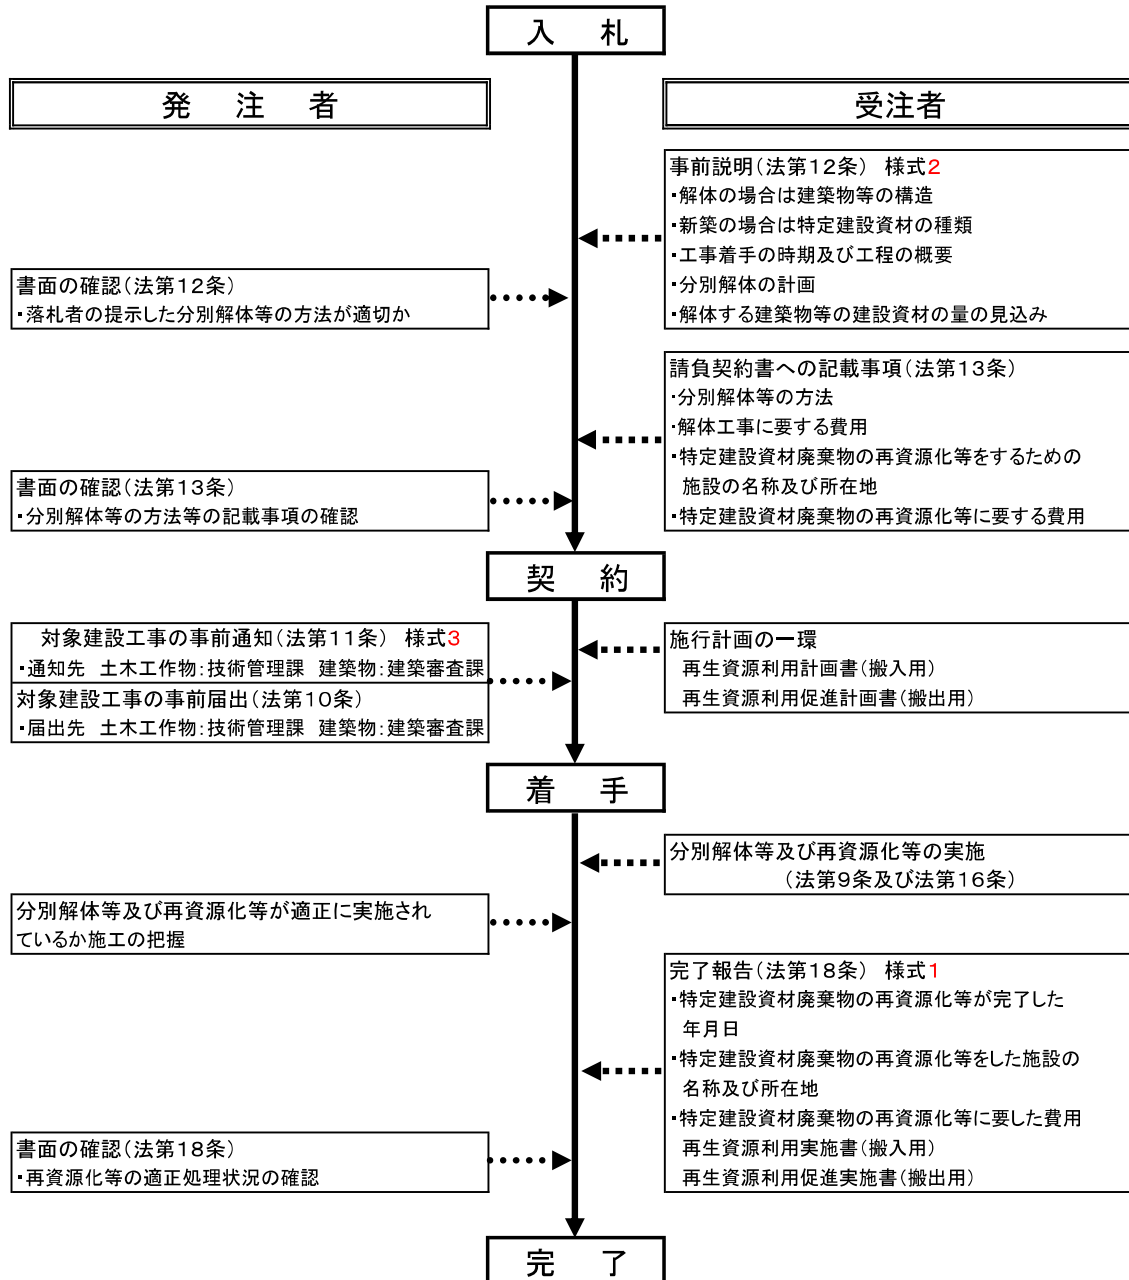 入　札
発　注　者
受注者
事前説明（法第１２条）　様式２
・解体の場合は建築物等の構造
・新築の場合は特定建設資材の種類
・工事着手の時期及び工程の概要
・分別解体の計画
・解体する建築物等の建設資材の量の見込み
書面の確認（法第１２条）
・落札者の提示した分別解体等の方法が適切か
請負契約書への記載事項（法第１３条）
・分別解体等の方法
・解体工事に要する費用
・特定建設資材廃棄物の再資源化等をするための
施設の名称及び所在地
・特定建設資材廃棄物の再資源化等に要する費用
書面の確認（法第１３条）
・分別解体等の方法等の記載事項の確認
契　約
対象建設工事の事前通知（法第１１条）　様式３
・通知先　土木工作物：技術管理課　建築物：建築審査課
対象建設工事の事前届出（法第１０条）
・届出先　土木工作物：技術管理課　建築物：建築審査課
施行計画の一環
再生資源利用計画書（搬入用）
再生資源利用促進計画書（搬出用）
着　手
分別解体等及び再資源化等の実施
（法第９条及び法第１６条）
分別解体等及び再資源化等が適正に実施され
ているか施工の把握
完了報告（法第１８条）　様式１
・特定建設資材廃棄物の再資源化等が完了した
年月日
・特定建設資材廃棄物の再資源化等をした施設の
名称及び所在地
・特定建設資材廃棄物の再資源化等に要した費用
再生資源利用実施書（搬入用）
再生資源利用促進実施書（搬出用）
書面の確認（法第１８条）
・再資源化等の適正処理状況の確認
完　了